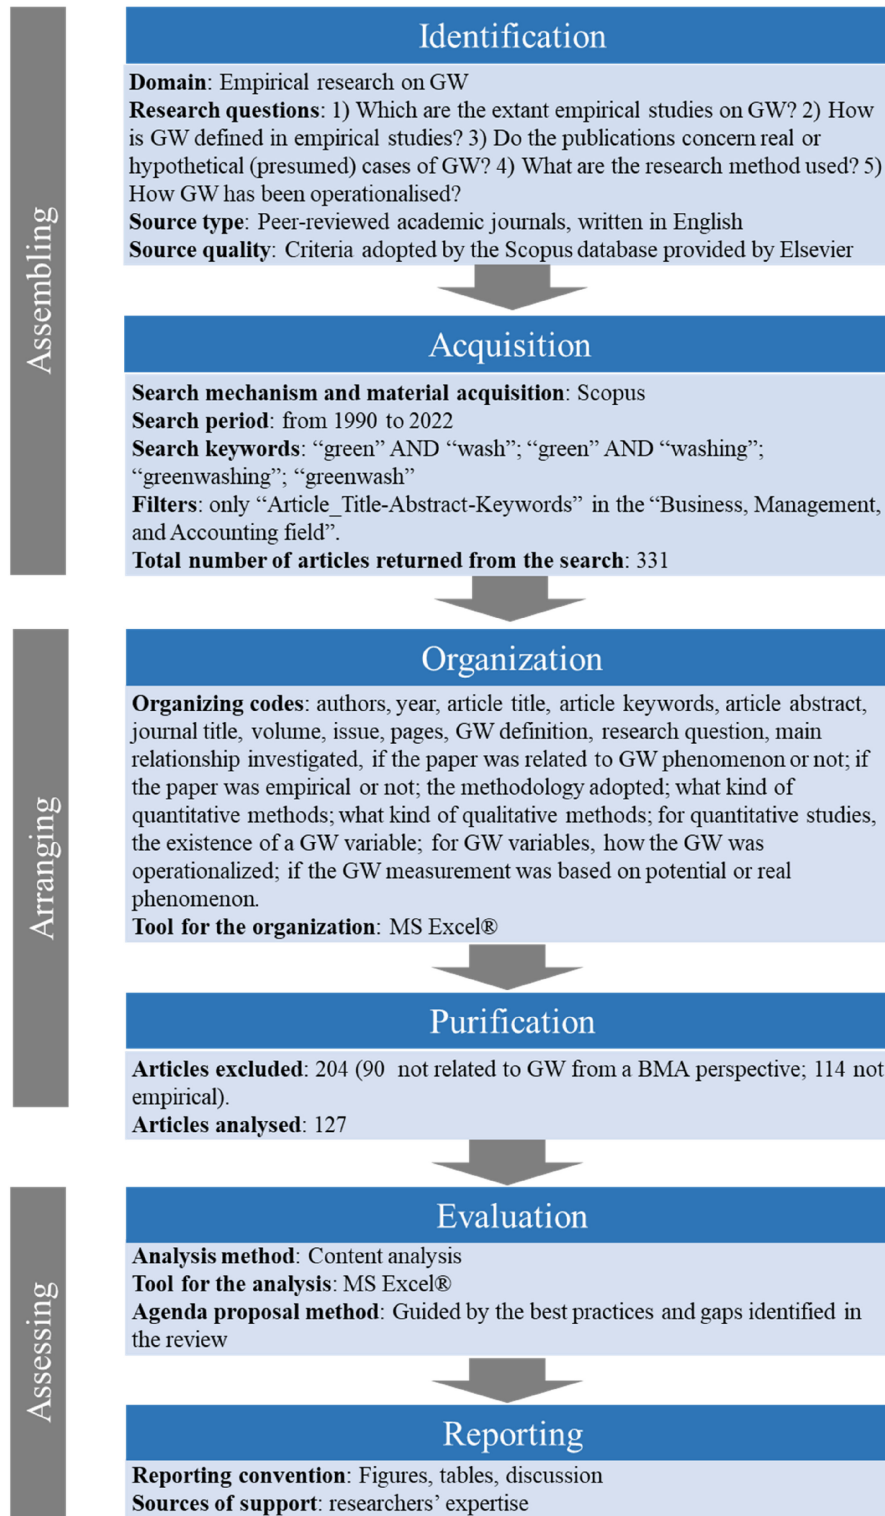 Assembling
Identification
Domain: Empirical research on GW
Research questions: 1) Which are the extant empirical studies on GW? 2) How
is GW defined in empirical studies? 3) Do the publications concern real or
hypothetical (presumed) cases of GW? 4) What are the research method used? 5)
How GW has been operationalised?
Source type: Peer-reviewed academic journals, written in English
Source quality: Criteria adopted by the Scopus database provided by Elsevier
Acquisition
Search mechanism and material acquisition: Scopus
Search period: from 1990 to 2022
Search keywords: “green” AND “wash”; “green” AND “washing”;
“greenwashing”; “greenwash”
Filters: only “Article_Title-Abstract-Keywords” in the “Business, Management,
and Accounting field”.
Total number of articles returned from the search: 331
Arranging
Organization
Organizing codes: authors, year, article title, article keywords, article abstract,
journal title, volume, issue, pages, GW definition, research question, main
relationship investigated, if the paper was related to GW phenomenon or not; if
the paper was empirical or not; the methodology adopted; what kind of
quantitative methods; what kind of qualitative methods; for quantitative studies,
the existence of a GW variable; for GW variables, how the GW was
operationalized; if the GW measurement was based on potential or real
phenomenon.
Tool for the organization: MS Excel®
Purification
Articles excluded: 204 (90 not related to GW from a BMA perspective; 114 not
empirical).
Articles analysed: 127
Assessing
Evaluation
Analysis method: Content analysis
Tool for the analysis: MS Excel®
Agenda proposal method: Guided by the best practices and gaps identified in
the review
Reporting
Reporting convention: Figures, tables, discussion
Sources of support: researchers’ expertise